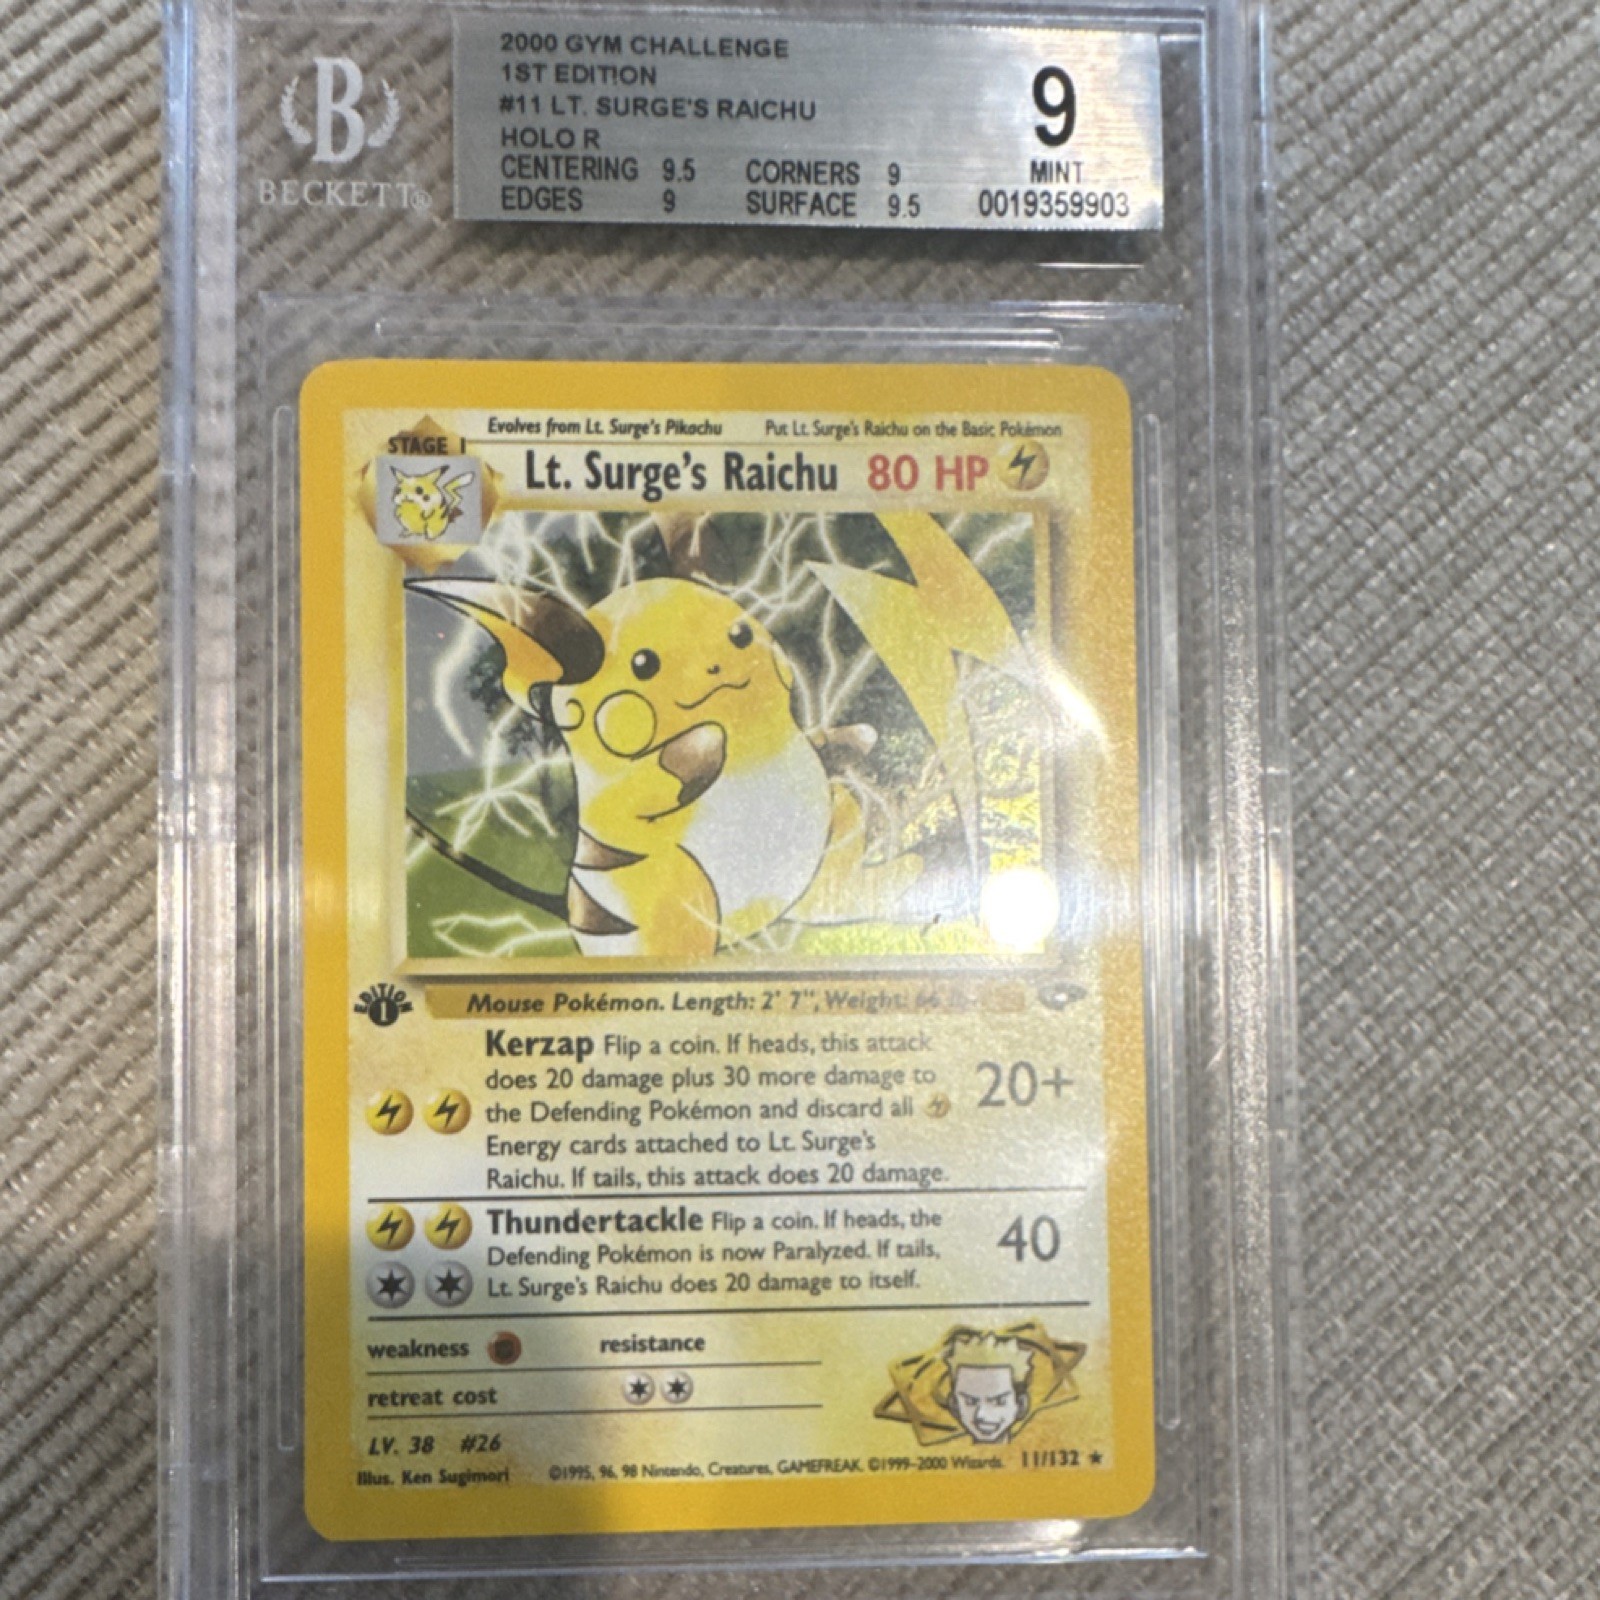 B
BECKETT®
2000 GYM CHALLENGE
1ST EDITION
#11 LT. SURGE'S RAICHU
HOLO R
CENTERING 9.5 CORNERS 9
EDGES 9 SURFACE 9.5
9
MINT
0019359903
Evolves from Lt. Surge's Pikachu Put Lt. Surge's Raichu on the Basic Pokémon
STAGE 1
Lt. Surge's Raichu 80 HP
EDITION
1
Mouse Pokémon. Length: 2' 7", Weight: 66
Kerzap Flip a coin. If heads, this attack
does 20 damage plus 30 more damage to
the Defending Pokémon and discard all
Energy cards attached to Lt. Surge's
Raichu. If tails, this attack does 20 damage.
20+
Thundertackle Flip a coin. If heads, the
Defending Pokémon is now Paralyzed. If tails,
Lt. Surge's Raichu does 20 damage to itself.
40
weakness resistance
retreat cost
LV. 38 #26
Illus. Ken Sugimori ©1995, 96, 98 Nintendo, Creatures, GAMEFREAK. ©1999-2000 Wizards. 11/132 ★